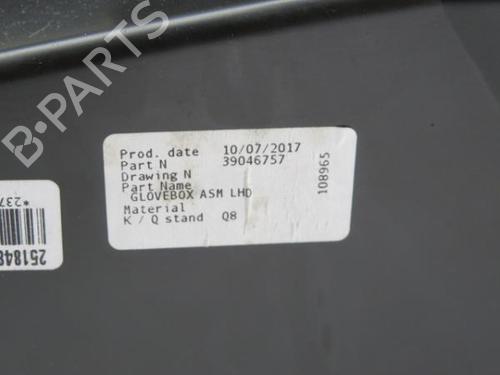 B-PARTS
Prod. date 10/07/2017
Part N 39046757
Drawing N
Part Name
GLOVEBOX ASM LHD
Material
K / Q stand Q8
108965
251848
*237